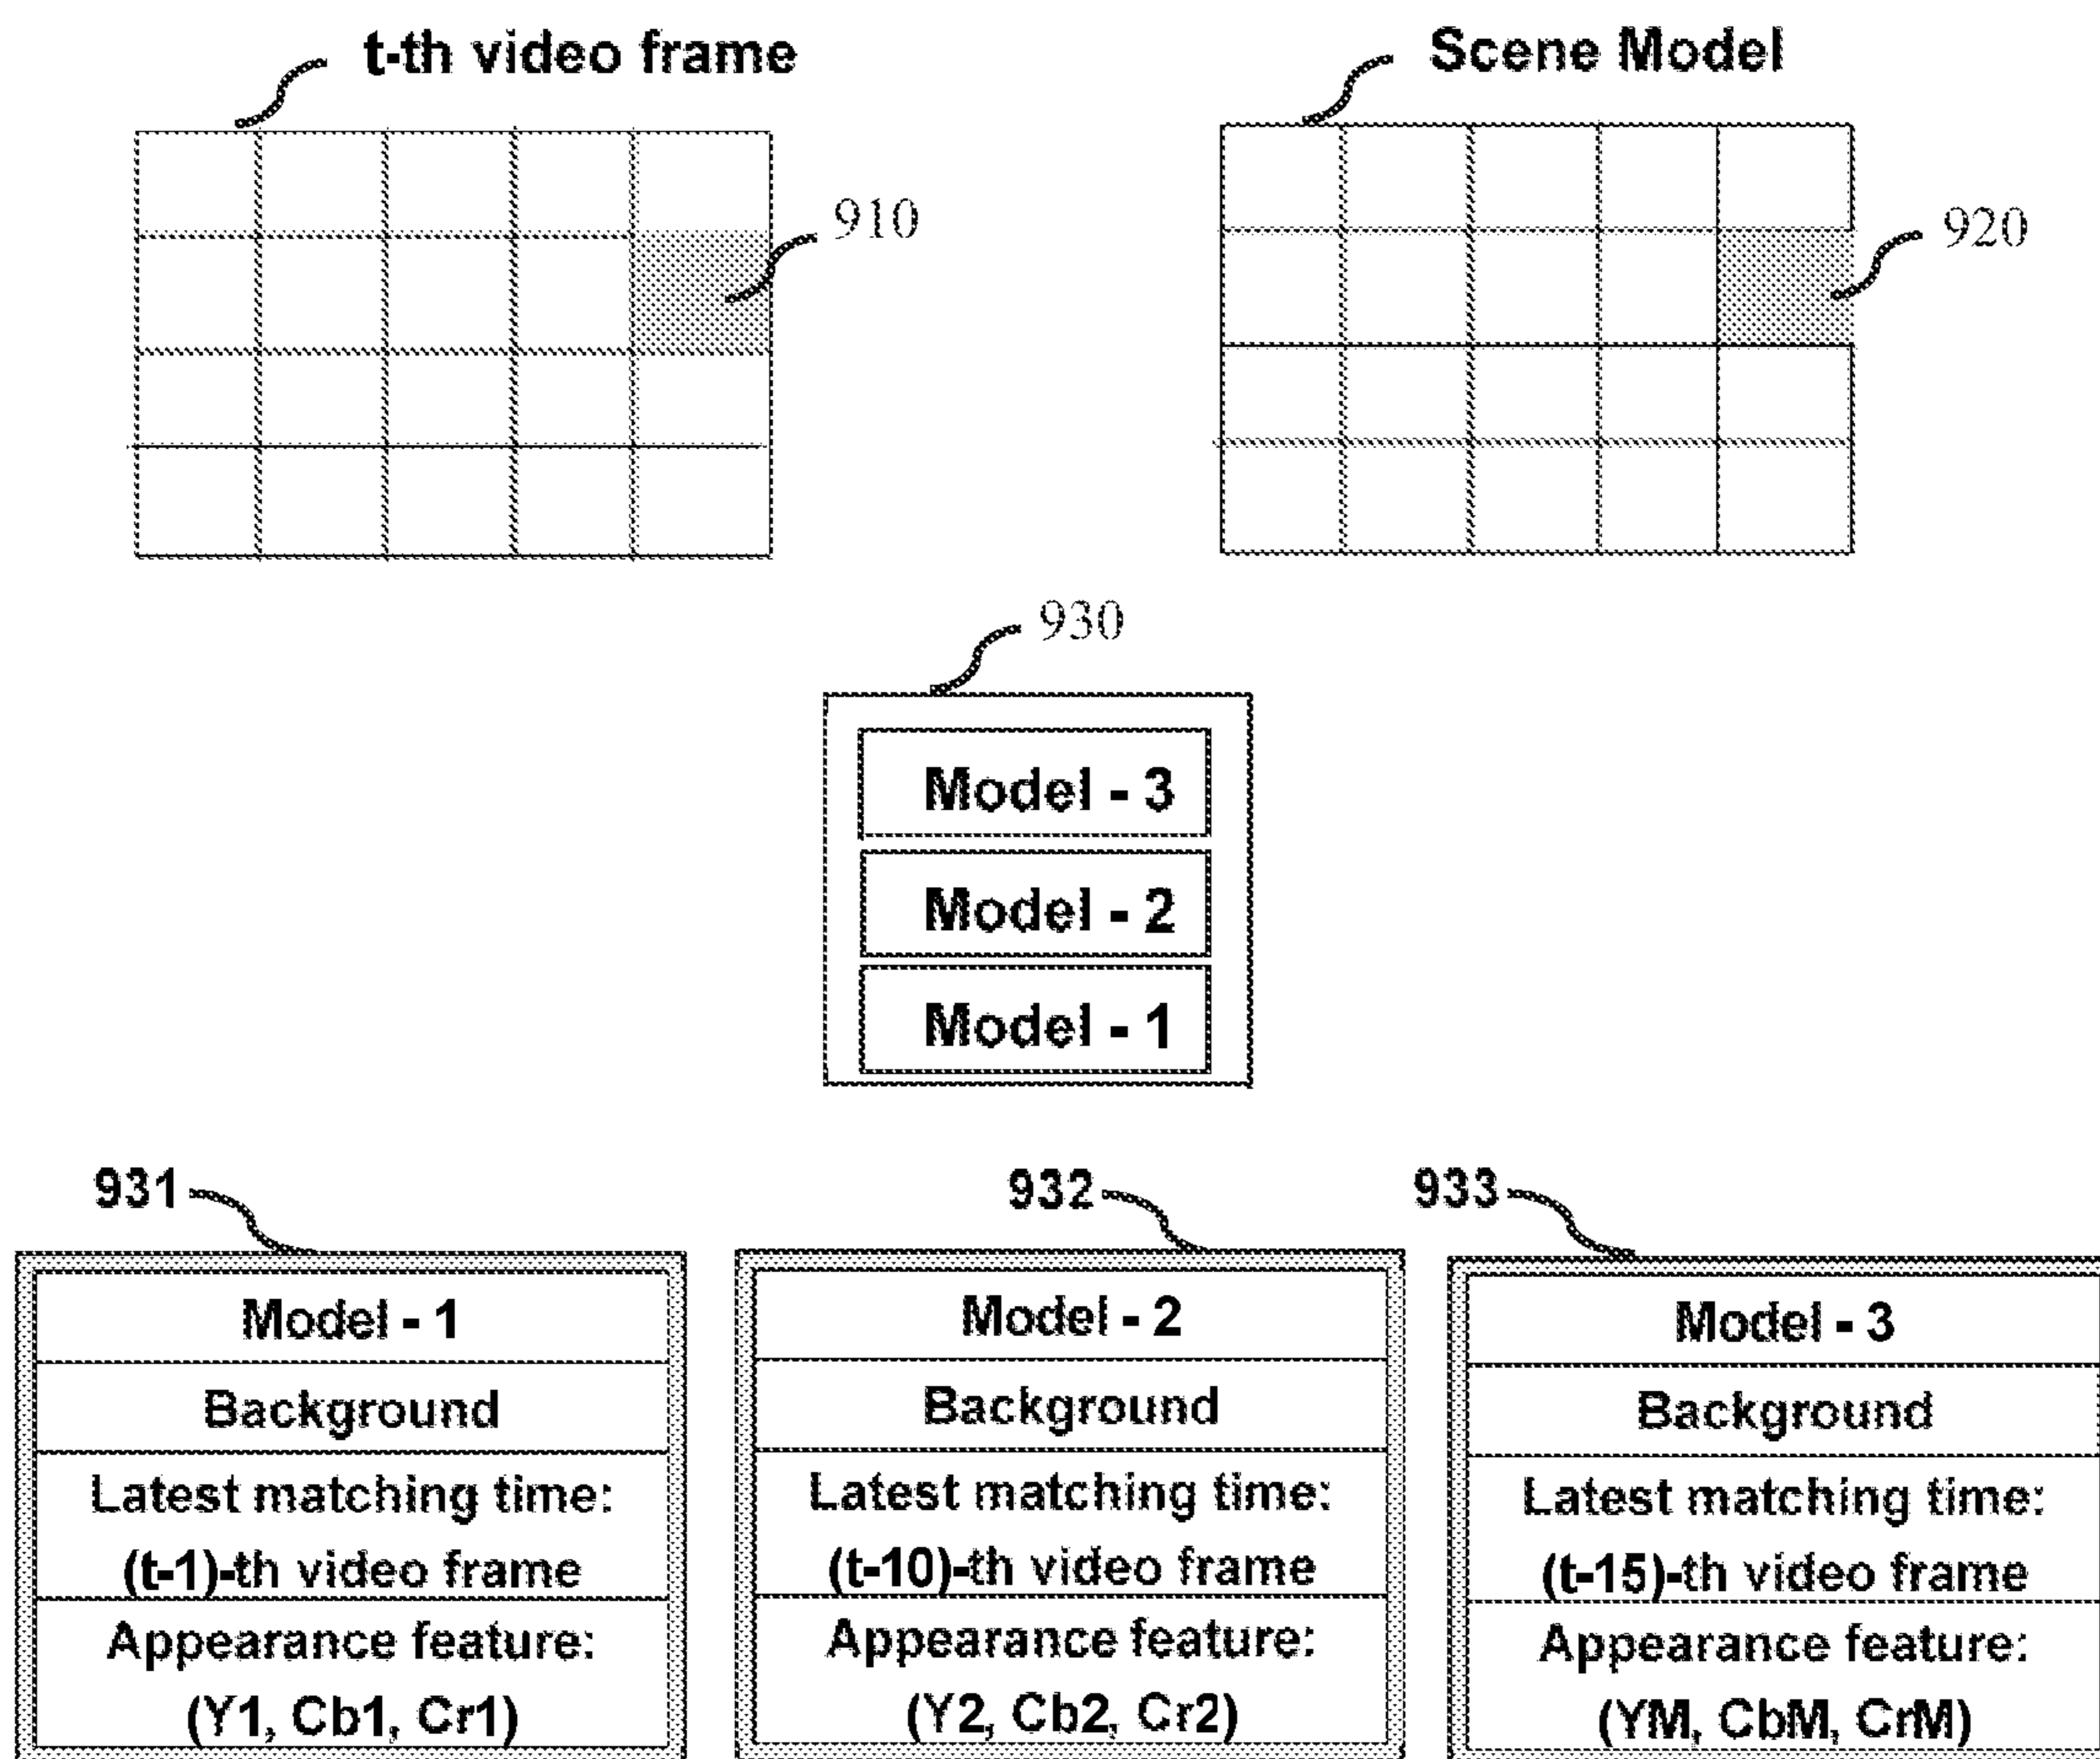 t-th video frame
Scene Model
910
920
930
Model - 3
Model - 2
Model - 1
931
932
933
Model - 1
Background
Latest matching time:
(t-1)-th video frame
Appearance feature:
(Y1, Cb1, Cr1)
Model - 2
Background
Latest matching time:
(t-10)-th video frame
Appearance feature:
(Y2, Cb2, Cr2)
Model - 3
Background
Latest matching time:
(t-15)-th video frame
Appearance feature:
(YM, CbM, CrM)